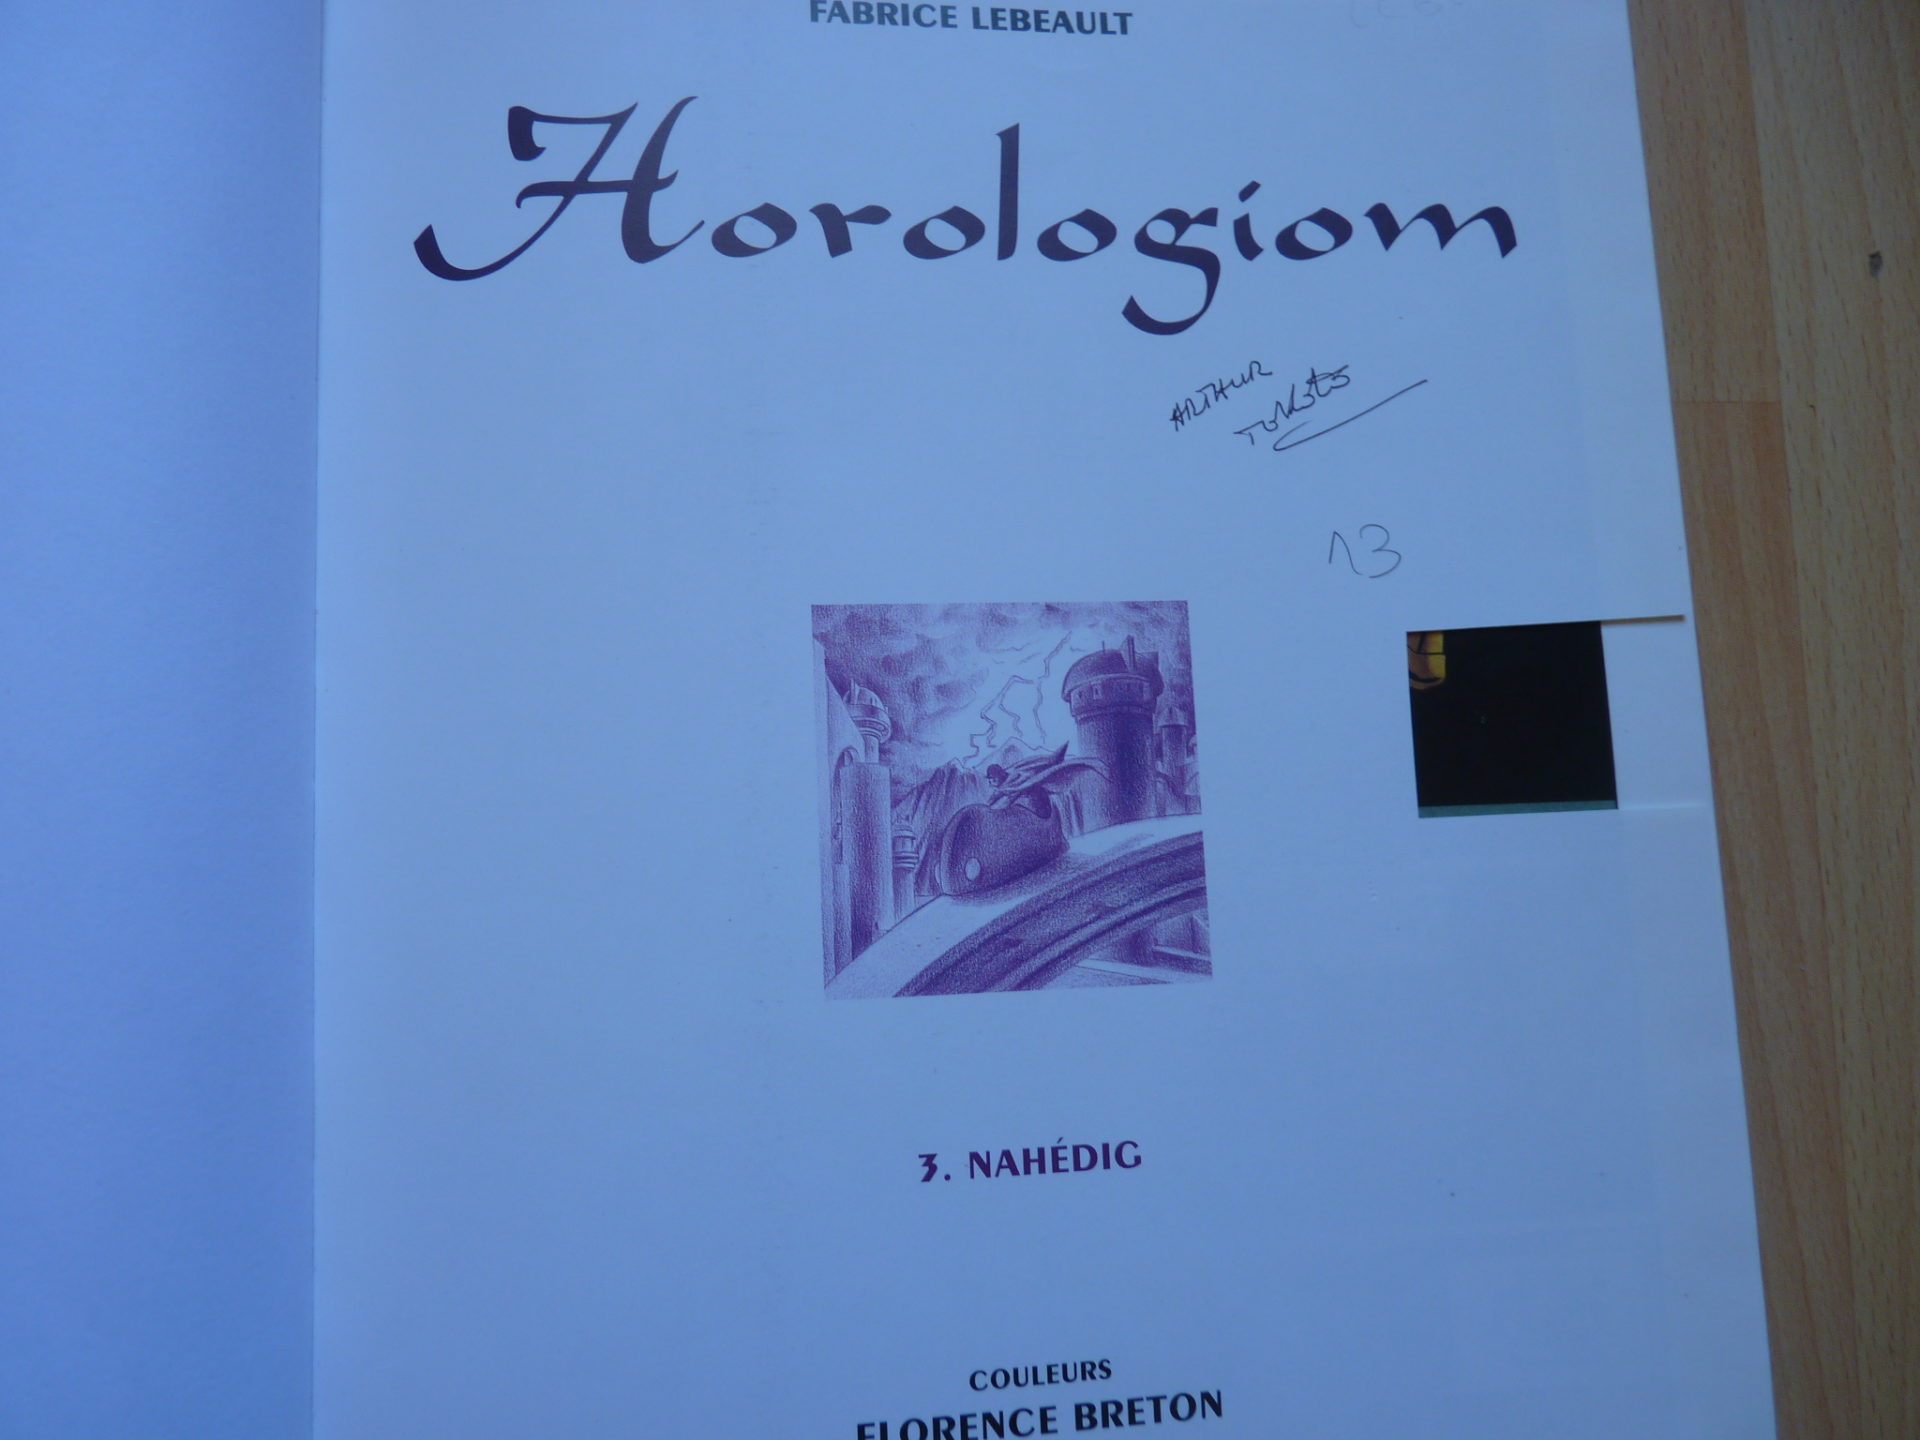 FABRICE LEBEAULT
Horologiom
ARTHUR
13
3. NAHÉDIG
COULEURS
FLORENCE BRETON